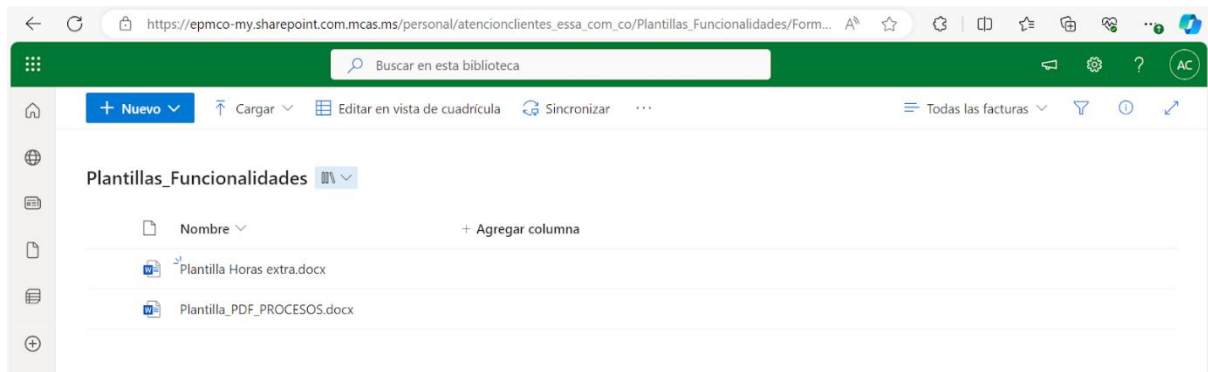 https://epmco-my.sharepoint.com.mcas.ms/personal/atencionclientes_essa_com_co/Plantillas_Funcionalidades/Form...
Buscar en esta biblioteca
? AC
+ Nuevo Cargar Editar en vista de cuadrícula Sincronizar ... Todas las facturas
Plantillas_Funcionalidades
Nombre + Agregar columna
Plantilla Horas extra.docx
Plantilla_PDF_PROCESOS.docx